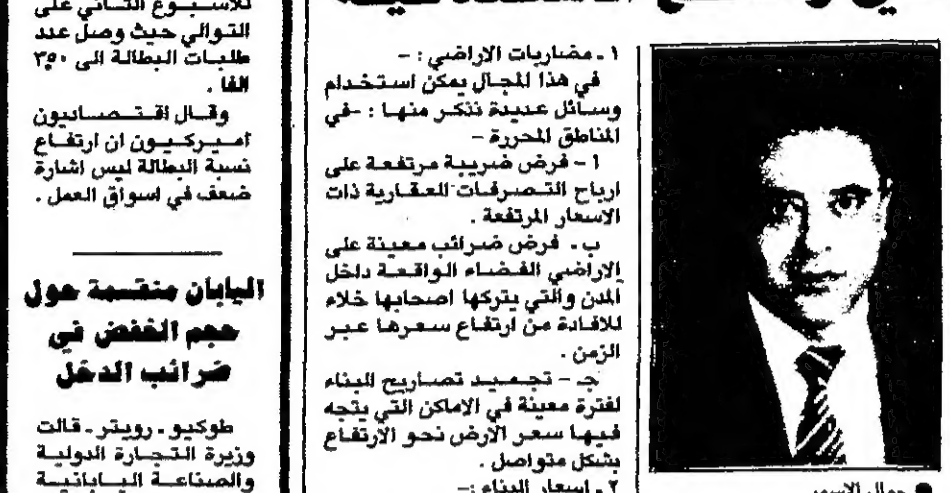 ١ ـ مضاربات الاراضي : –
في هذا المجال يمكن استخدام
وسائل عديدة نذكر منها : -في
المناطق المحررة –
أ – فرض ضريبة مرتفعة على
ارباح التصرفات العقارية ذات
الاسعار المرتفعة .
ب ـ فرض ضرائب معينة على
الاراضي الفضاء الواقعة داخل
المدن والتي يتركها اصحابها خلاء
للافادة من ارتفاع سعرها عبر
الزمن .
جـ – تجميد تصاريح البناء
لفترة معينة في الاماكن التي يتجه
فيها سعر الارض نحو الارتفاع
بشكل متواصل .
٢ ـ اسعار البناء :–
للاسبوع الثاني على
التوالي حيث وصل عدد
طلبات البطالة الى ٣٥٠
الفا .
وقال اقتصاديون
اميركيون ان ارتفاع
نسبة البطالة ليس اشارة
ضعف في اسواق العمل .
اليابان منقسمة حول
حجم الخفض في
ضرائب الدخل
طوكيو ـ رويتر ـ قالت
وزيرة التجارة الدولية
والصناعة اليابانية